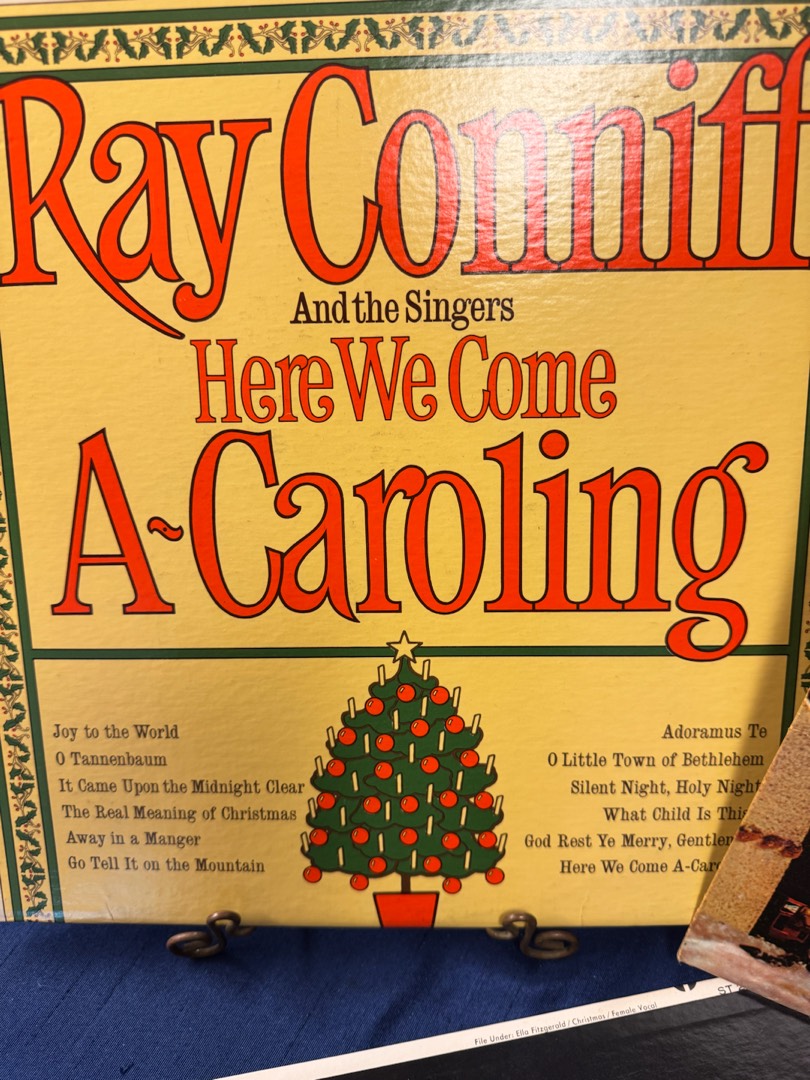 Ray Conniff
And the Singers
Here We Come
A-Caroling
Joy to the World
O Tannenbaum
It Came Upon the Midnight Clear
The Real Meaning of Christmas
Away in a Manger
Go Tell It on the Mountain
Adoramus Te
O Little Town of Bethlehem
Silent Night, Holy Night
What Child Is
God Rest Ye Merry,
Here We Come
File Under: Ella Fitzgerald / Christmas / Female Vocal
ST